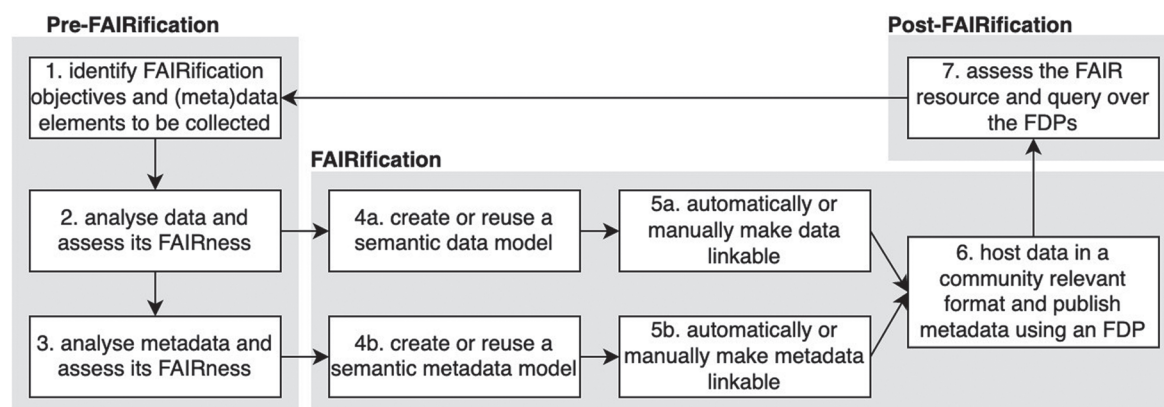 Pre-FAIRification
1. identify FAIRification
objectives and (meta)data
elements to be collected
2. analyse data and
assess its FAIRness
3. analyse metadata and
assess its FAIRness
FAIRification
4a. create or reuse a
semantic data model
5a. automatically or
manually make data
linkable
4b. create or reuse a
semantic metadata model
5b. automatically or
manually make metadata
linkable
6. host data in a
community relevant
format and publish
metadata using an FDP
Post-FAIRification
7. assess the FAIR
resource and query over
the FDPs